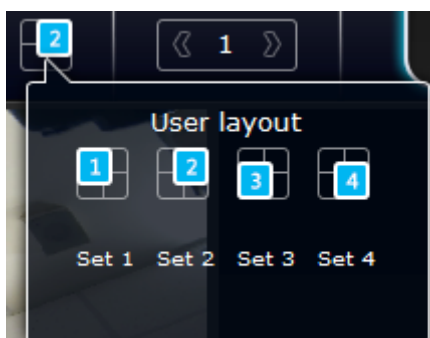 2
1
User layout
1 2 3 4
Set 1 Set 2 Set 3 Set 4